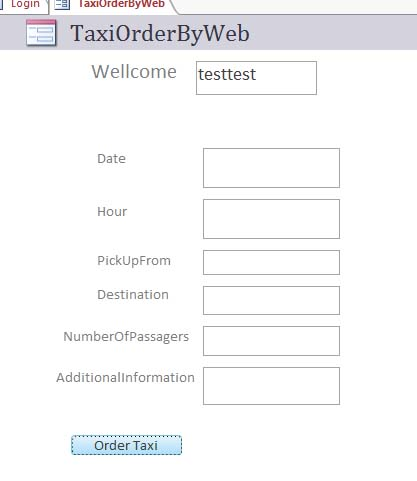 Login
TaxiOrderByWeb
TaxiOrderByWeb
Wellcome testtest
Date
Hour
PickUpFrom
Destination
NumberOfPassagers
AdditionalInformation
Order Taxi